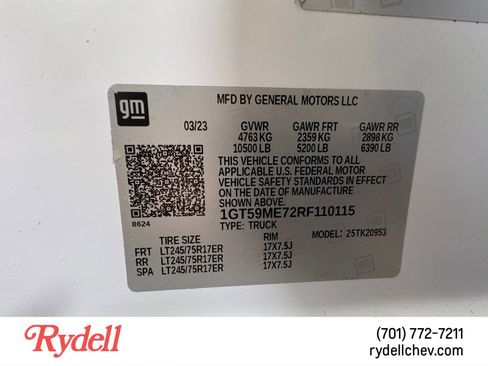 gm
MFD BY GENERAL MOTORS LLC
03/23 GVWR GAWR FRT GAWR RR
4763 KG 2359 KG 2898 KG
10500 LB 5200 LB 6390 LB
THIS VEHICLE CONFORMS TO ALL
APPLICABLE U.S. FEDERAL MOTOR
VEHICLE SAFETY STANDARDS IN EFFECT
ON THE DATE OF MANUFACTURE
SHOWN ABOVE.
1GT59ME72RF110115
8624 TYPE: TRUCK MODEL: 25TK20953
TIRE SIZE RIM
FRT LT245/75R17ER 17X7.5J
RR LT245/75R17ER 17X7.5J
SPA LT245/75R17ER 17X7.5J
Rydell
(701) 772-7211
rydellchev.com